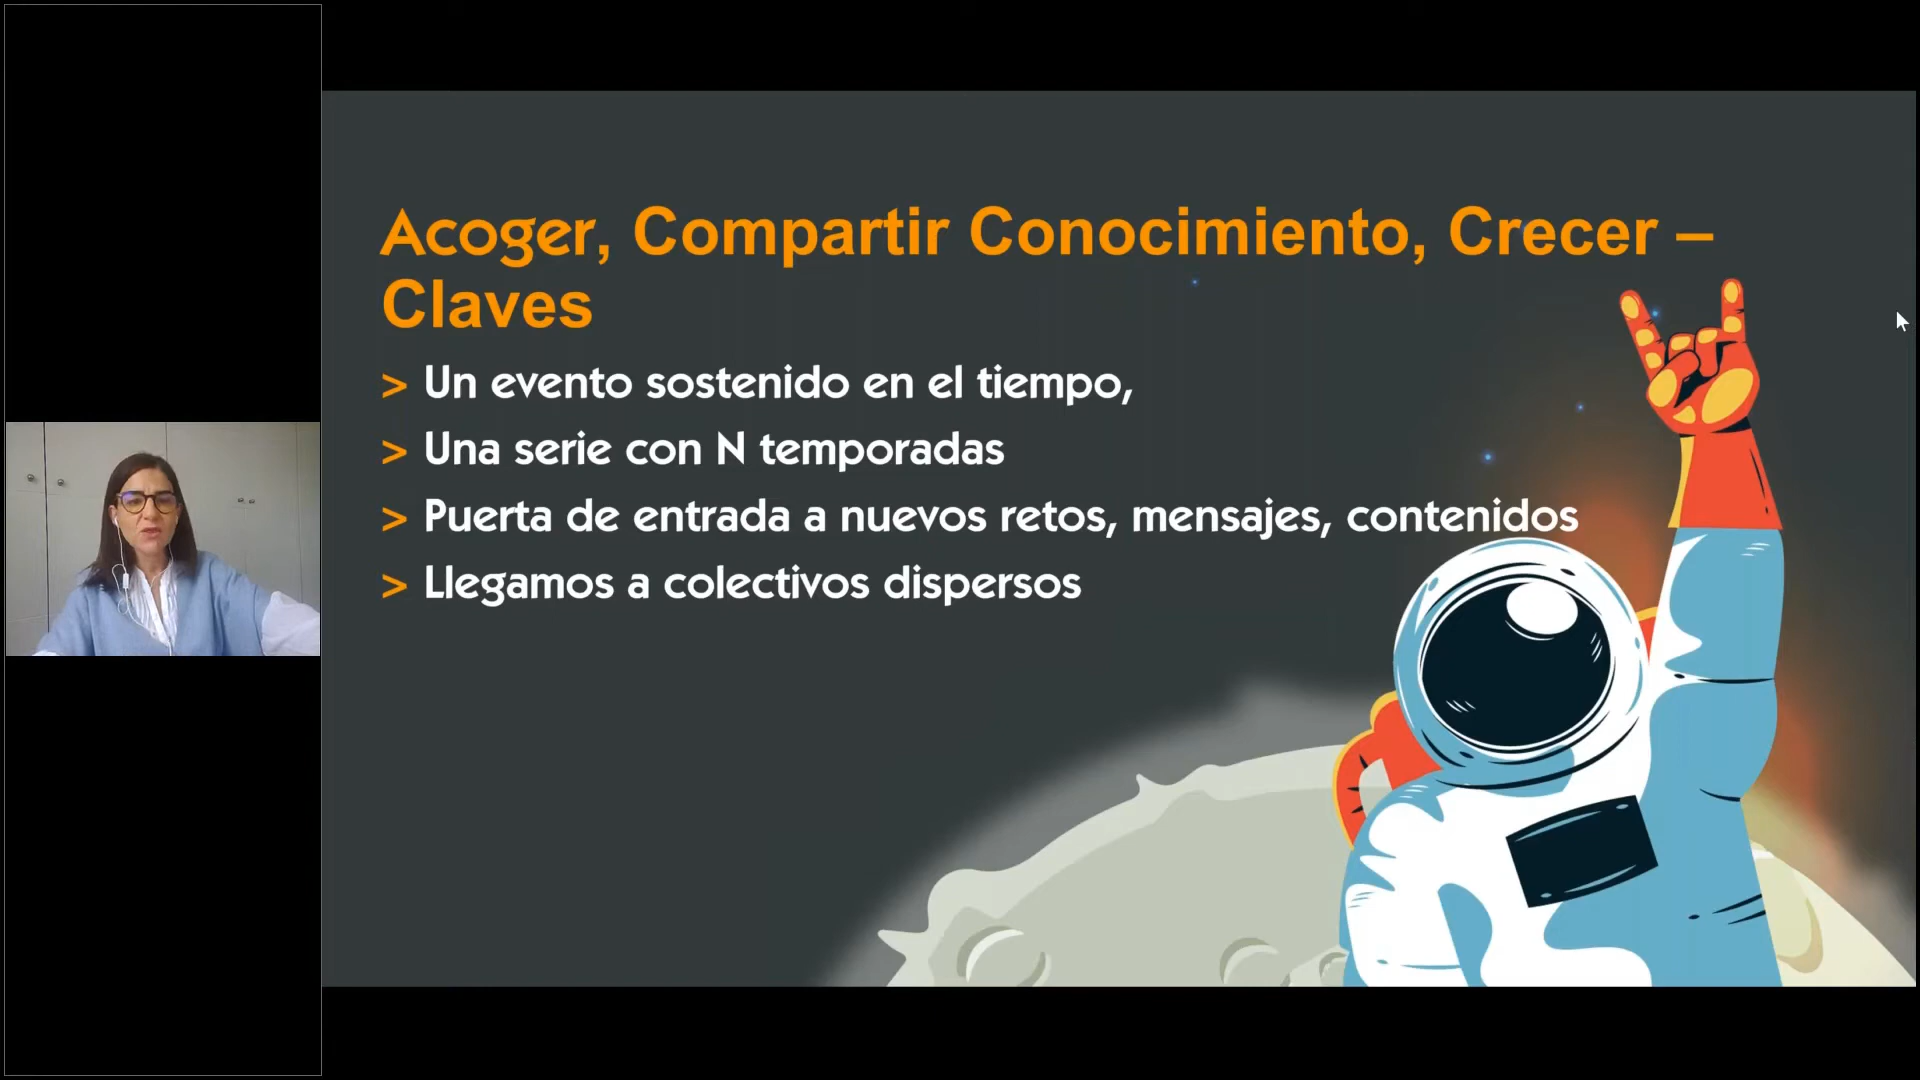 Acoger, Compartir Conocimiento, Crecer –
Claves
> Un evento sostenido en el tiempo,
> Una serie con N temporadas
> Puerta de entrada a nuevos retos, mensajes, contenidos
> Llegamos a colectivos dispersos